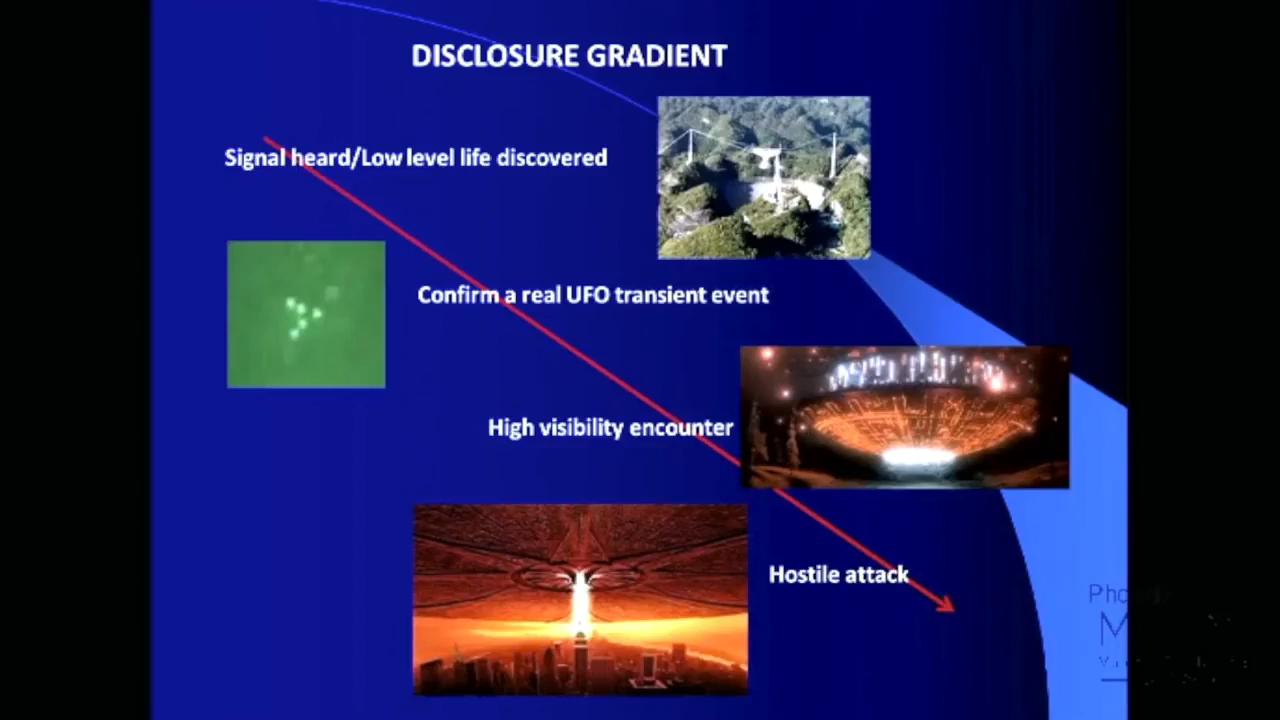 DISCLOSURE GRADIENT
Signal heard/Low level life discovered
Confirm a real UFO transient event
High visibility encounter
Hostile attack